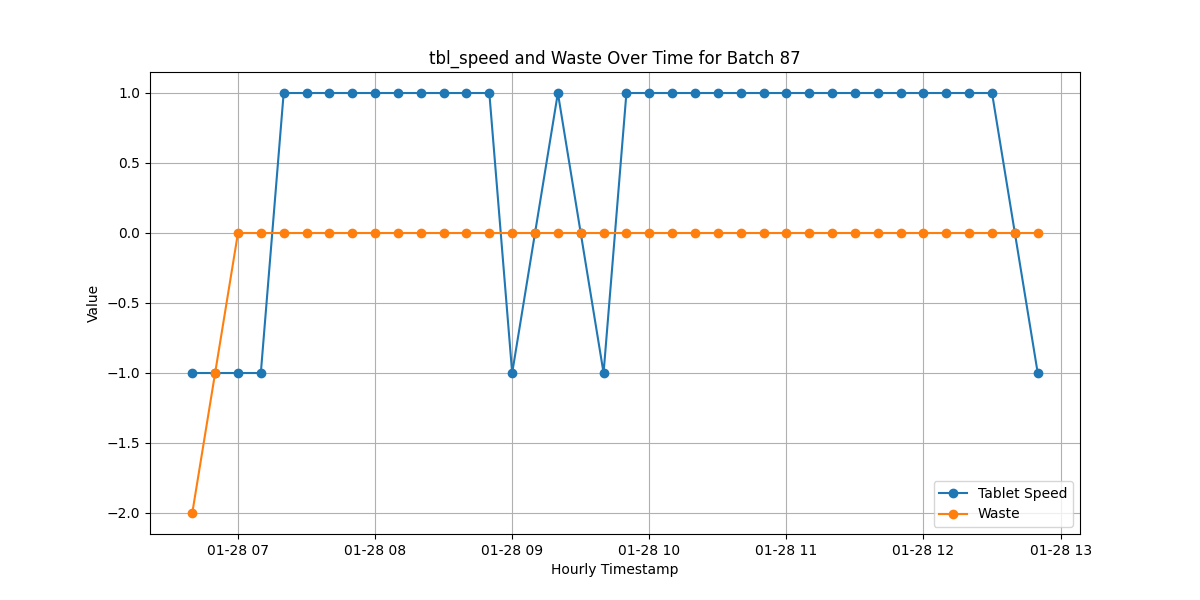 tbl_speed and Waste Over Time for Batch 87
1.0
0.5
0.0
−0.5
−1.0
−1.5
−2.0
Value
01-28 07
01-28 08
01-28 09
01-28 10
01-28 11
01-28 12
01-28 13
Hourly Timestamp
Tablet Speed
Waste